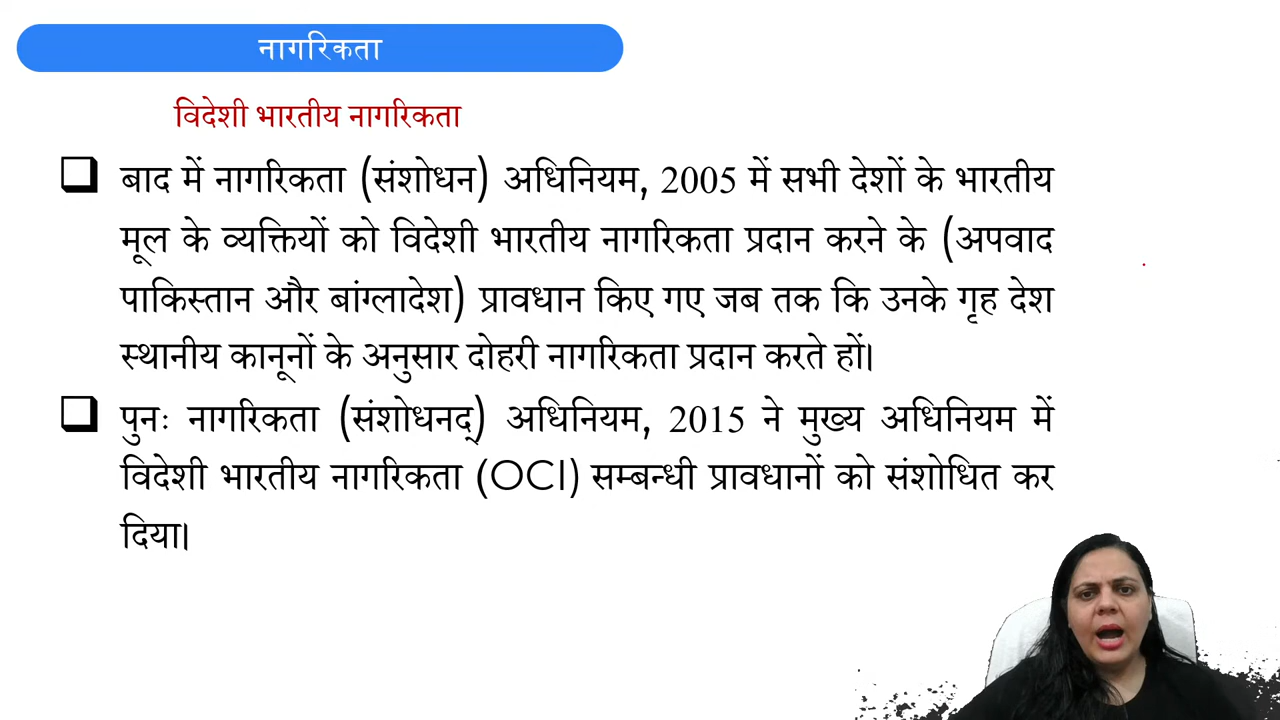 नागरिकता
विदेशी भारतीय नागरिकता
बाद में नागरिकता (संशोधन) अधिनियम, 2005 में सभी देशों के भारतीय
मूल के व्यक्तियों को विदेशी भारतीय नागरिकता प्रदान करने के (अपवाद
पाकिस्तान और बांग्लादेश) प्रावधान किए गए जब तक कि उनके गृह देश
स्थानीय कानूनों के अनुसार दोहरी नागरिकता प्रदान करते हों।
पुनः नागरिकता (संशोधनद्) अधिनियम, 2015 ने मुख्य अधिनियम में
विदेशी भारतीय नागरिकता (OCI) सम्बन्धी प्रावधानों को संशोधित कर
दिया।